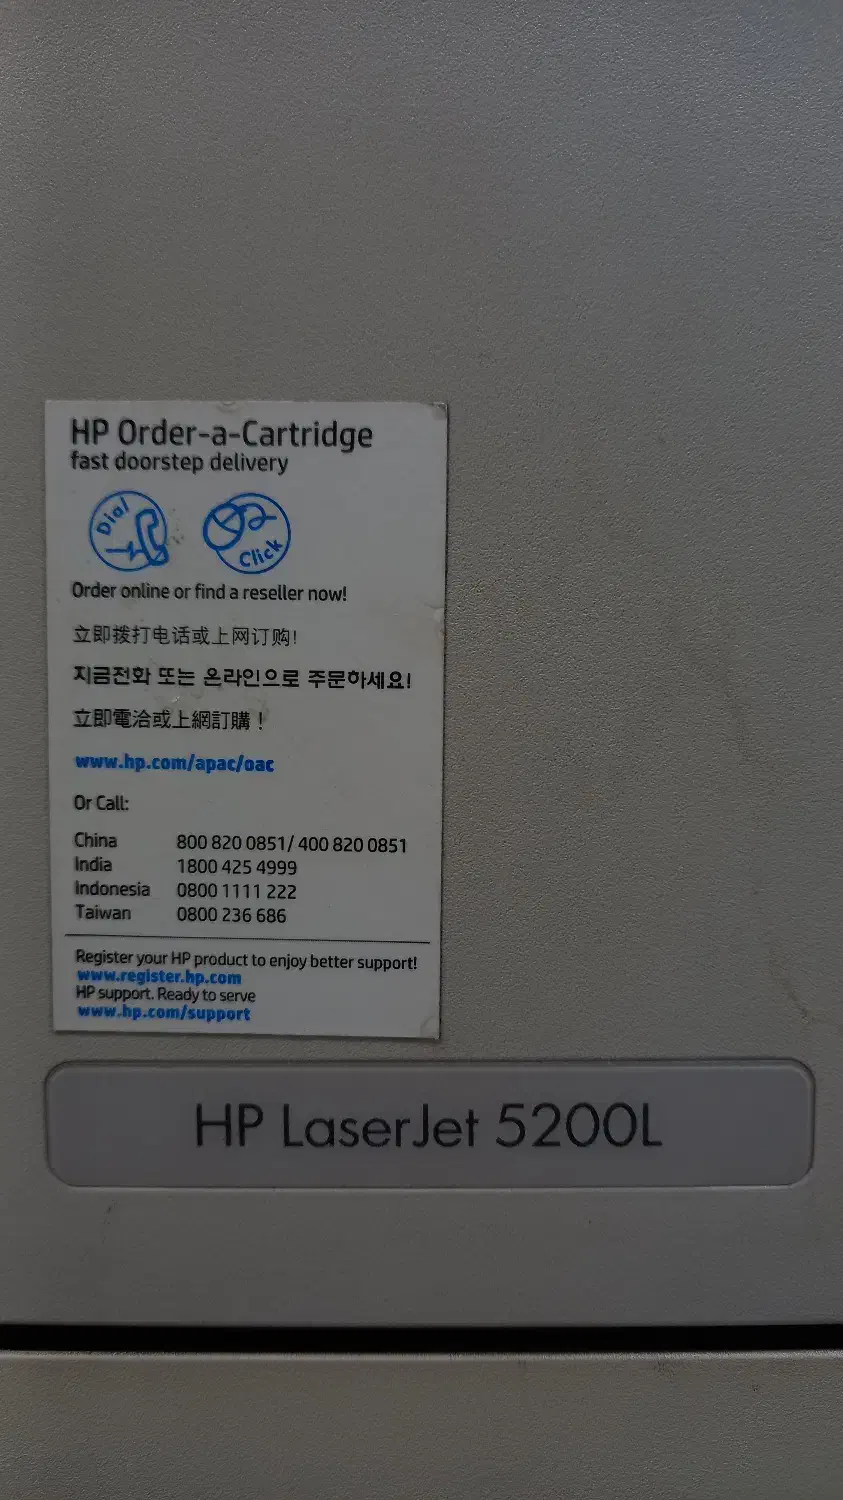 HP Order-a-Cartridge
fast doorstep delivery
Dial
Click
Order online or find a reseller now!
立即拨打电话或上网订购!
지금전화 또는 온라인으로 주문하세요!
立即電洽或上網訂購！
www.hp.com/apac/oac
Or Call:
China 800 820 0851/ 400 820 0851
India 1800 425 4999
Indonesia 0800 1111 222
Taiwan 0800 236 686
Register your HP product to enjoy better support!
www.register.hp.com
HP support. Ready to serve
www.hp.com/support
HP LaserJet 5200L